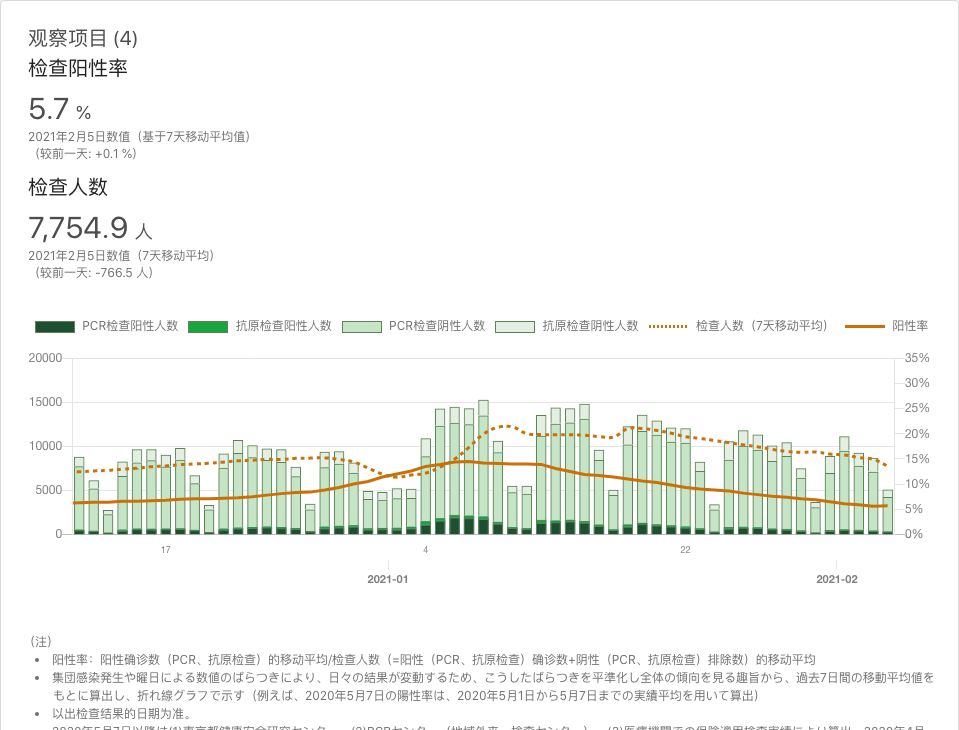 观察项目 (4)
检查阳性率
5.7 %
2021年2月5日数值（基于7天移动平均值）
（较前一天: +0.1 %）
检查人数
7,754.9 人
2021年2月5日数值（7天移动平均）
（较前一天: -766.5 人）
PCR检查阳性人数 抗原检查阳性人数 PCR检查阴性人数 抗原检查阴性人数 检查人数（7天移动平均） 阳性率
20000 35%
30%
15000 25%
20%
10000 15%
5000 10%
5%
0 0%
17 4 22
2021-01 2021-02
（注）
• 阳性率：阳性确诊数（PCR、抗原检查）的移动平均/检查人数（=阳性（PCR、抗原检查）确诊数+阴性（PCR、抗原检查）排除数）的移动平均
• 集団感染発生や曜日による数値のばらつきにより、日々の結果が変動するため、こうしたばらつきを平準化し全体の傾向を見る趣旨から、過去7日間の移動平均値を
もとに算出し、折れ線グラフで示す（例えば、2020年5月7日の陽性率は、2020年5月1日から5月7日までの実績平均を用いて算出）
• 以出检查结果的日期为准。